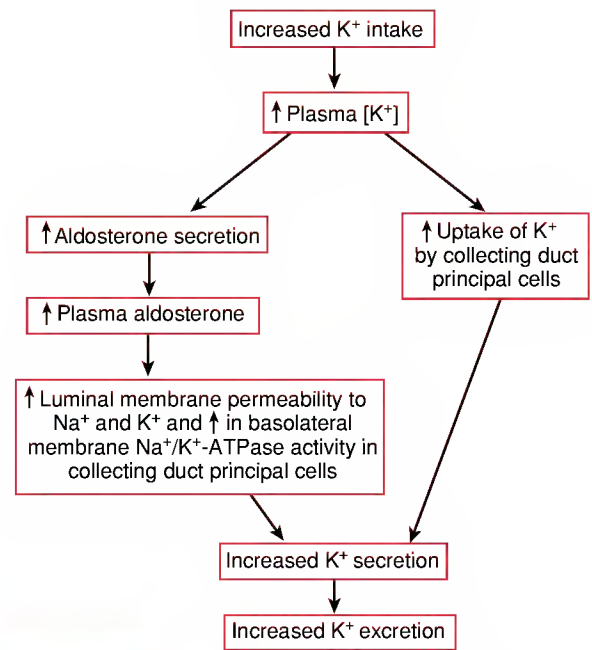 Increased K⁺ intake
↑ Plasma [K⁺]
↑ Aldosterone secretion
↑ Plasma aldosterone
↑ Luminal membrane permeability to
Na⁺ and K⁺ and ↑ in basolateral
membrane Na⁺/K⁺-ATPase activity in
collecting duct principal cells
↑ Uptake of K⁺
by collecting duct
principal cells
Increased K⁺ secretion
Increased K⁺ excretion